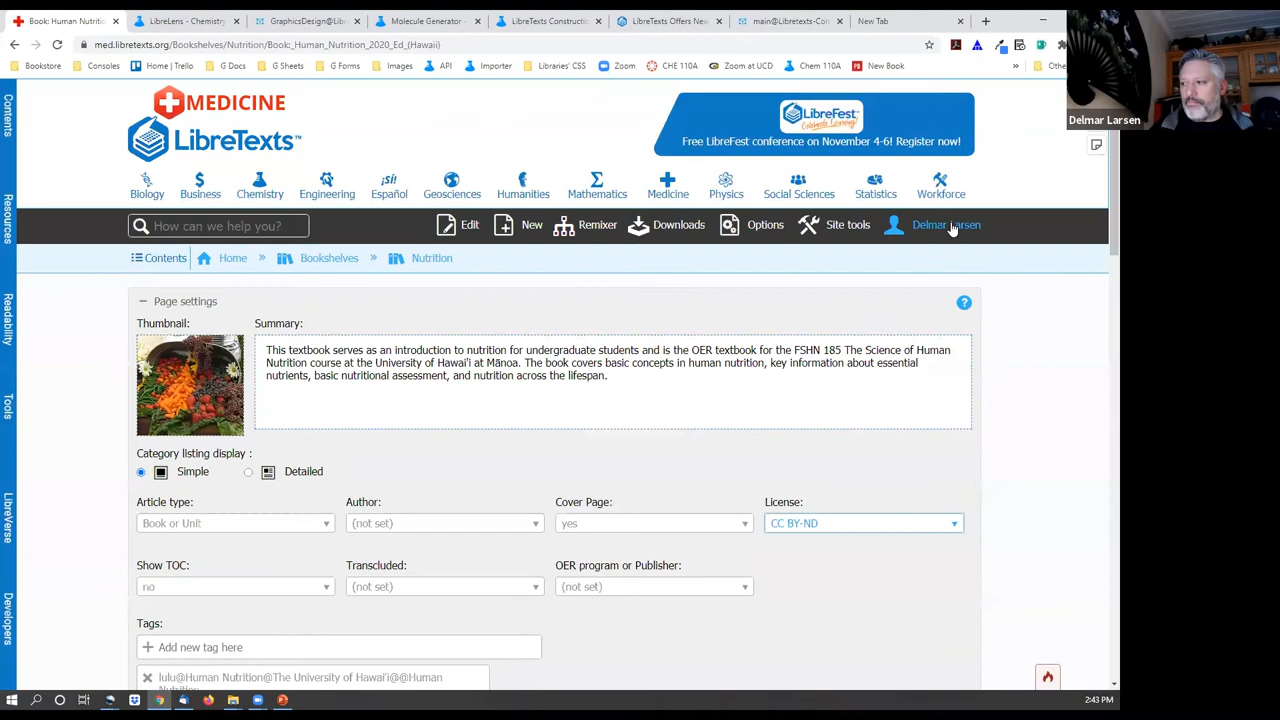 Book: Human Nutriti
LibreLens - Chemistry
GraphicsDesign@Libre
Molecule Generator -
LibreTexts Constructio
LibreTexts Offers New
main@Libretexts-Con
New Tab
med.libretexts.org/Bookshelves/Nutrition/Book:_Human_Nutrition_2020_Ed_(Hawaii)
Bookstore
Consoles
Home | Trello
G Docs
G Sheets
G Forms
Images
API
Importer
Libraries' CSS
Zoom
CHE 110A
Zoom at UCD
Chem 110A
New Book
Othe
Delmar Larsen
Contents
Resources
Readability
Tools
LibreVerse
Developers
MEDICINE
LibreTexts™
LibreFest
Celebrate Learning!
Free LibreFest conference on November 4-6! Register now!
Biology
Business
Chemistry
Engineering
¡SÍ!
Español
Geosciences
Humanities
Mathematics
Medicine
Physics
Social Sciences
Statistics
Workforce
How can we help you?
Edit
New
Remixer
Downloads
Options
Site tools
Delmar Larsen
Contents
Home
Bookshelves
Nutrition
Page settings
?
Thumbnail:
Summary:
This textbook serves as an introduction to nutrition for undergraduate students and is the OER textbook for the FSHN 185 The Science of Human
Nutrition course at the University of Hawai'i at Mānoa. The book covers basic concepts in human nutrition, key information about essential
nutrients, basic nutritional assessment, and nutrition across the lifespan.
Category listing display :
Simple
Detailed
Article type:
Author:
Cover Page:
License:
Book or Unit
(not set)
yes
CC BY-ND
Show TOC:
Transcluded:
OER program or Publisher:
no
(not set)
(not set)
Tags:
Add new tag here
lulu@Human Nutrition@The University of Hawai'i@@Human
Nutrition
2:43 PM